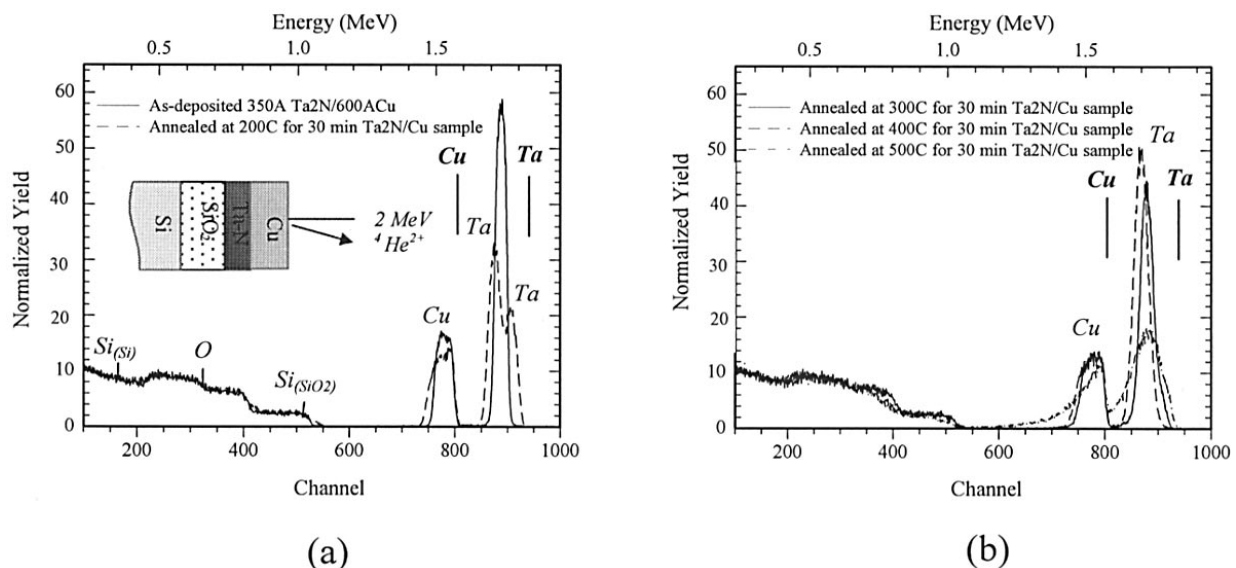 Energy (MeV)
0.5 1.0 1.5
60
50
40
30
20
10
0
Normalized Yield
As-deposited 350A Ta2N/600ACu
Annealed at 200C for 30 min Ta2N/Cu sample
Cu Ta
Si SiO2 Ta-N Cu
2 MeV
4He2+
Ta
Ta
Cu
Si(Si) O
Si(SiO2)
200 400 600 800 1000
Channel
(a)
Energy (MeV)
0.5 1.0 1.5
60
50
40
30
20
10
0
Normalized Yield
Annealed at 300C for 30 min Ta2N/Cu sample
Annealed at 400C for 30 min Ta2N/Cu sample
Annealed at 500C for 30 min Ta2N/Cu sample
Ta
Cu Ta
Cu
200 400 600 800 1000
Channel
(b)